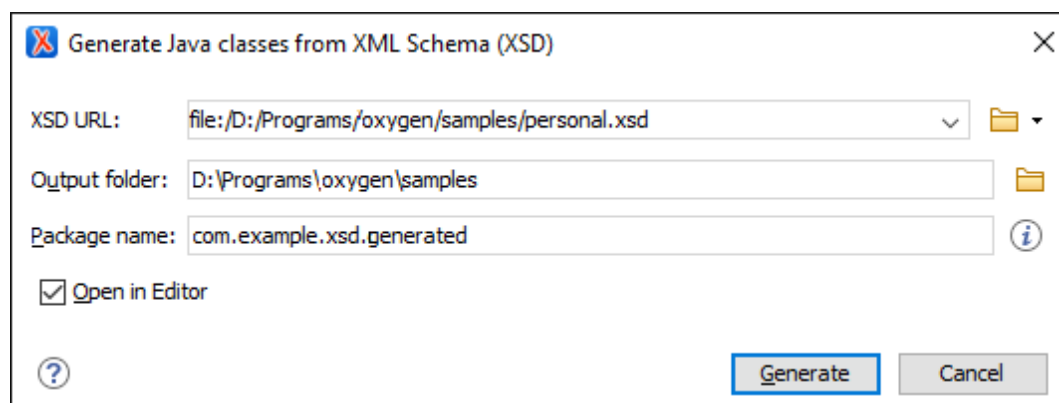 Generate Java classes from XML Schema (XSD)
XSD URL: file:/D:/Programs/oxygen/samples/personal.xsd
Output folder: D:\Programs\oxygen\samples
Package name: com.example.xsd.generated
Open in Editor
Generate Cancel